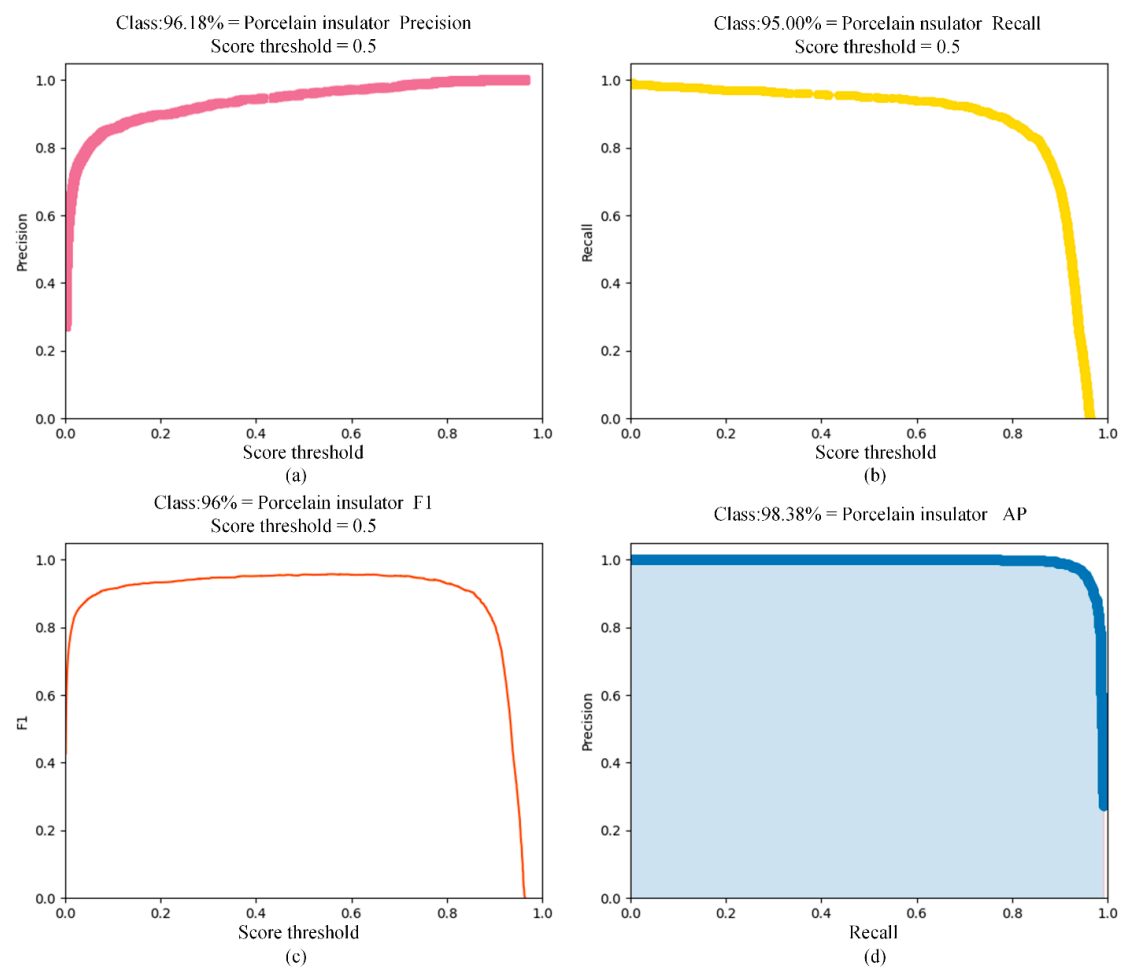 Class:96.18% = Porcelain insulator Precision
Score threshold = 0.5
1.0
0.8
0.6
0.4
0.2
0.0
Precision
0.0 0.2 0.4 0.6 0.8 1.0
Score threshold
(a)
Class:95.00% = Porcelain nsulator Recall
Score threshold = 0.5
1.0
0.8
0.6
0.4
0.2
0.0
Recall
0.0 0.2 0.4 0.6 0.8 1.0
Score threshold
(b)
Class:96% = Porcelain insulator F1
Score threshold = 0.5
1.0
0.8
0.6
0.4
0.2
0.0
F1
0.0 0.2 0.4 0.6 0.8 1.0
Score threshold
(c)
Class:98.38% = Porcelain insulator AP
1.0
0.8
0.6
0.4
0.2
0.0
Precision
0.0 0.2 0.4 0.6 0.8 1.0
Recall
(d)